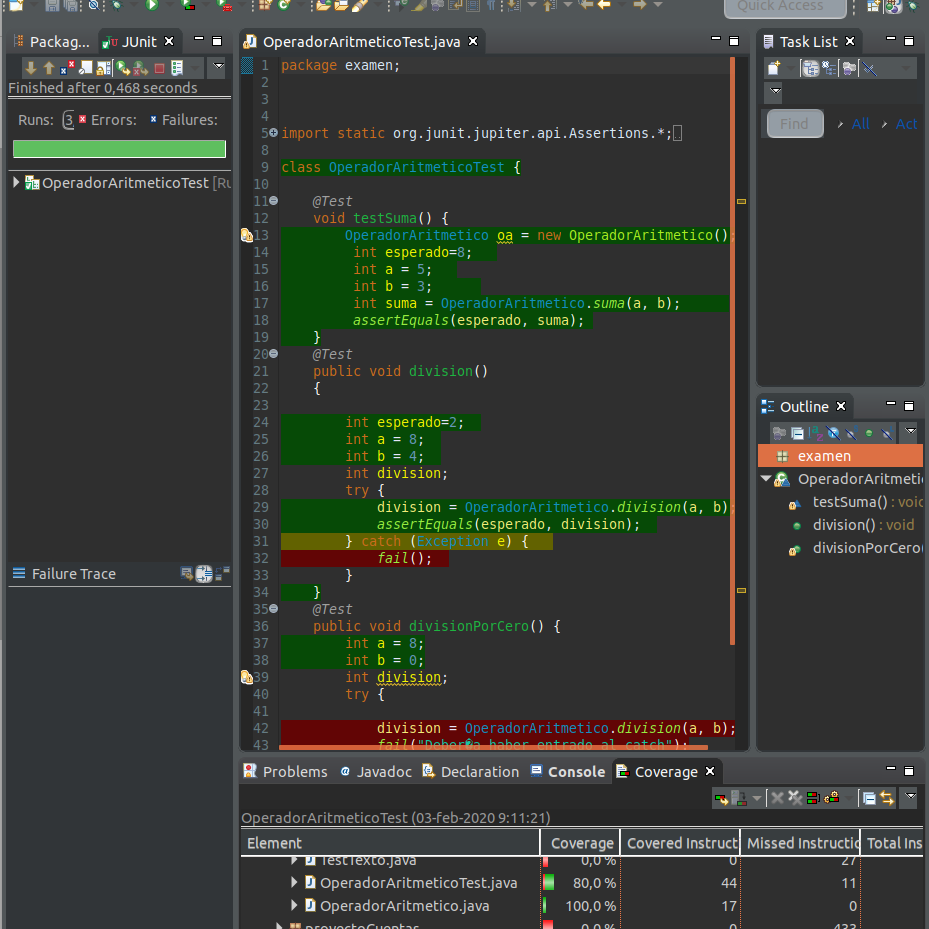 Quick Access
Packag...
JUnit
Finished after 0,468 seconds
Runs: 3 Errors: Failures:
OperadorAritmeticoTest [Ru
Failure Trace
OperadorAritmeticoTest.java
1 package examen;
2
3
4
5 import static org.junit.jupiter.api.Assertions.*;
8
9 class OperadorAritmeticoTest {
10
11 @Test
12 void testSuma() {
13 OperadorAritmetico oa = new OperadorAritmetico();
14 int esperado=8;
15 int a = 5;
16 int b = 3;
17 int suma = OperadorAritmetico.suma(a, b);
18 assertEquals(esperado, suma);
19 }
20 @Test
21 public void division()
22 {
23
24 int esperado=2;
25 int a = 8;
26 int b = 4;
27 int division;
28 try {
29 division = OperadorAritmetico.division(a, b);
30 assertEquals(esperado, division);
31 } catch (Exception e) {
32 fail();
33 }
34 }
35 @Test
36 public void divisionPorCero() {
37 int a = 8;
38 int b = 0;
39 int division;
40 try {
41
42 division = OperadorAritmetico.division(a, b);
43 fail("Deber�a haber entrado al catch");
Task List
Find
All
Act
Outline
examen
OperadorAritmeti
testSuma() : void
division() : void
divisionPorCero
Problems
Javadoc
Declaration
Console
Coverage
OperadorAritmeticoTest (03-feb-2020 9:11:21)
Element Coverage Covered Instruct Missed Instructio Total Ins
TestTexto.java 0,0 % 0 27
OperadorAritmeticoTest.java 80,0 % 44 11
OperadorAritmetico.java 100,0 % 17 0
proyectoCuentas 0,0 % 0 433